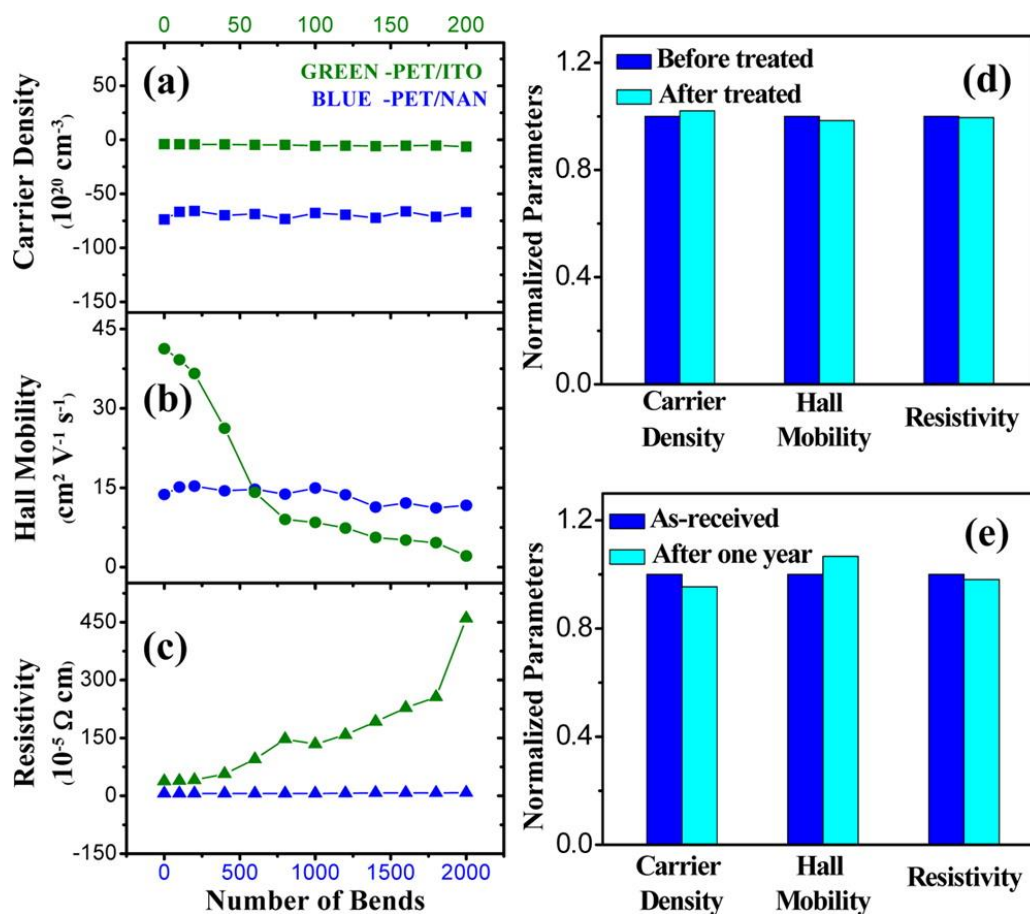 0 50 100 150 200
(a)
GREEN -PET/ITO
BLUE -PET/NAN
Carrier Density
(10²⁰ cm⁻³)
50
0
-50
-100
-150
(b)
Hall Mobility
(cm² V⁻¹ s⁻¹)
45
30
15
0
(c)
Resistivity
(10⁻⁵ Ω cm)
450
300
150
0
-150
0 500 1000 1500 2000
Number of Bends
(d)
Before treated
After treated
Normalized Parameters
1.2
0.8
0.4
0.0
Carrier Density
Hall Mobility
Resistivity
(e)
As-received
After one year
Normalized Parameters
1.2
0.8
0.4
0.0
Carrier Density
Hall Mobility
Resistivity